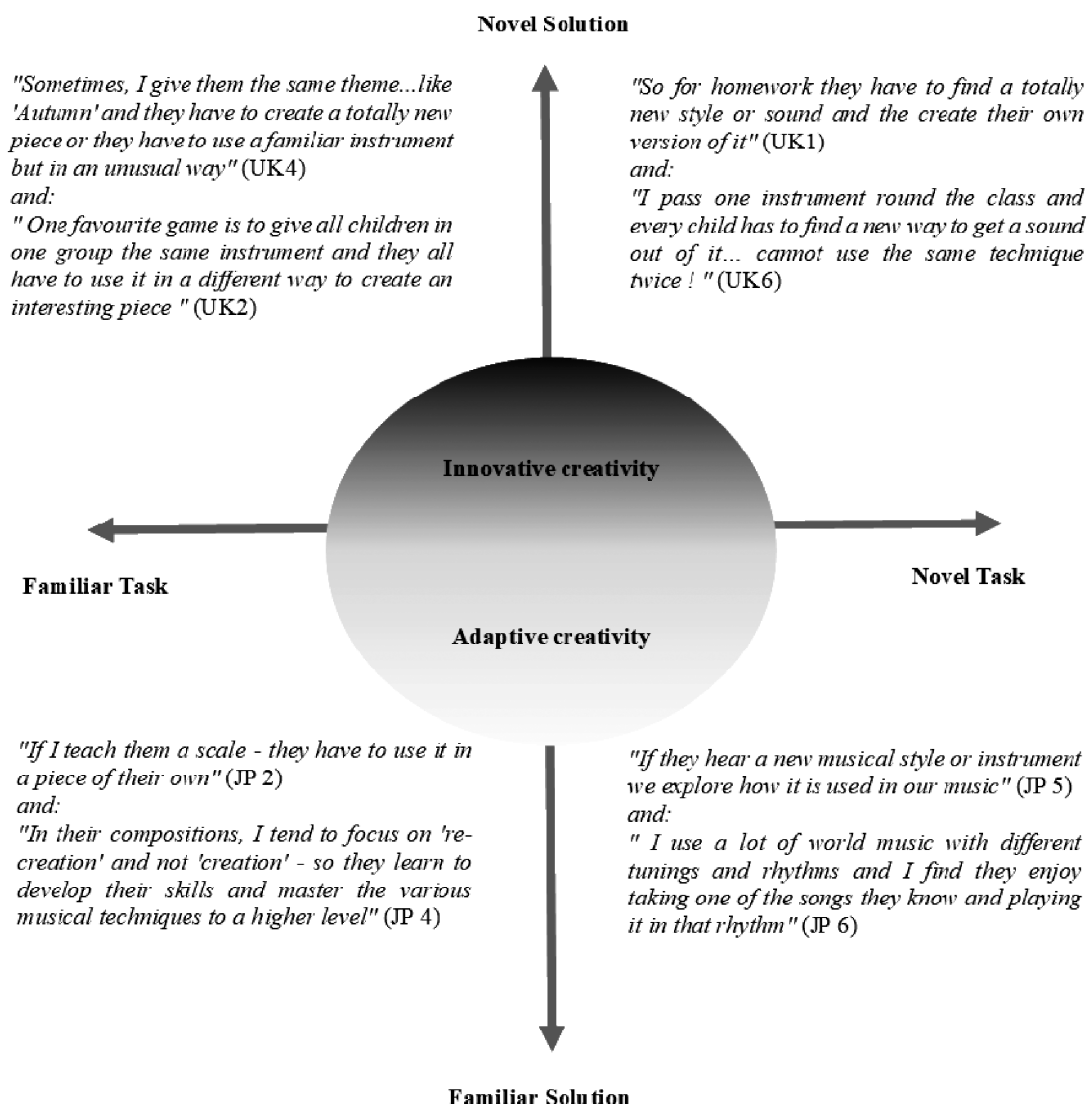 Novel Solution
"Sometimes, I give them the same theme...like
'Autumn' and they have to create a totally new
piece or they have to use a familiar instrument
but in an unusual way" (UK4)
and:
" One favourite game is to give all children in
one group the same instrument and they all
have to use it in a different way to create an
interesting piece " (UK2)
"So for homework they have to find a totally
new style or sound and the create their own
version of it" (UK1)
and:
"I pass one instrument round the class and
every child has to find a new way to get a sound
out of it... cannot use the same technique
twice ! " (UK6)
Innovative creativity
Familiar Task
Novel Task
Adaptive creativity
"If I teach them a scale - they have to use it in
a piece of their own" (JP 2)
and:
"In their compositions, I tend to focus on 're-
creation' and not 'creation' - so they learn to
develop their skills and master the various
musical techniques to a higher level" (JP 4)
"If they hear a new musical style or instrument
we explore how it is used in our music" (JP 5)
and:
" I use a lot of world music with different
tunings and rhythms and I find they enjoy
taking one of the songs they know and playing
it in that rhythm" (JP 6)
Familiar Solution